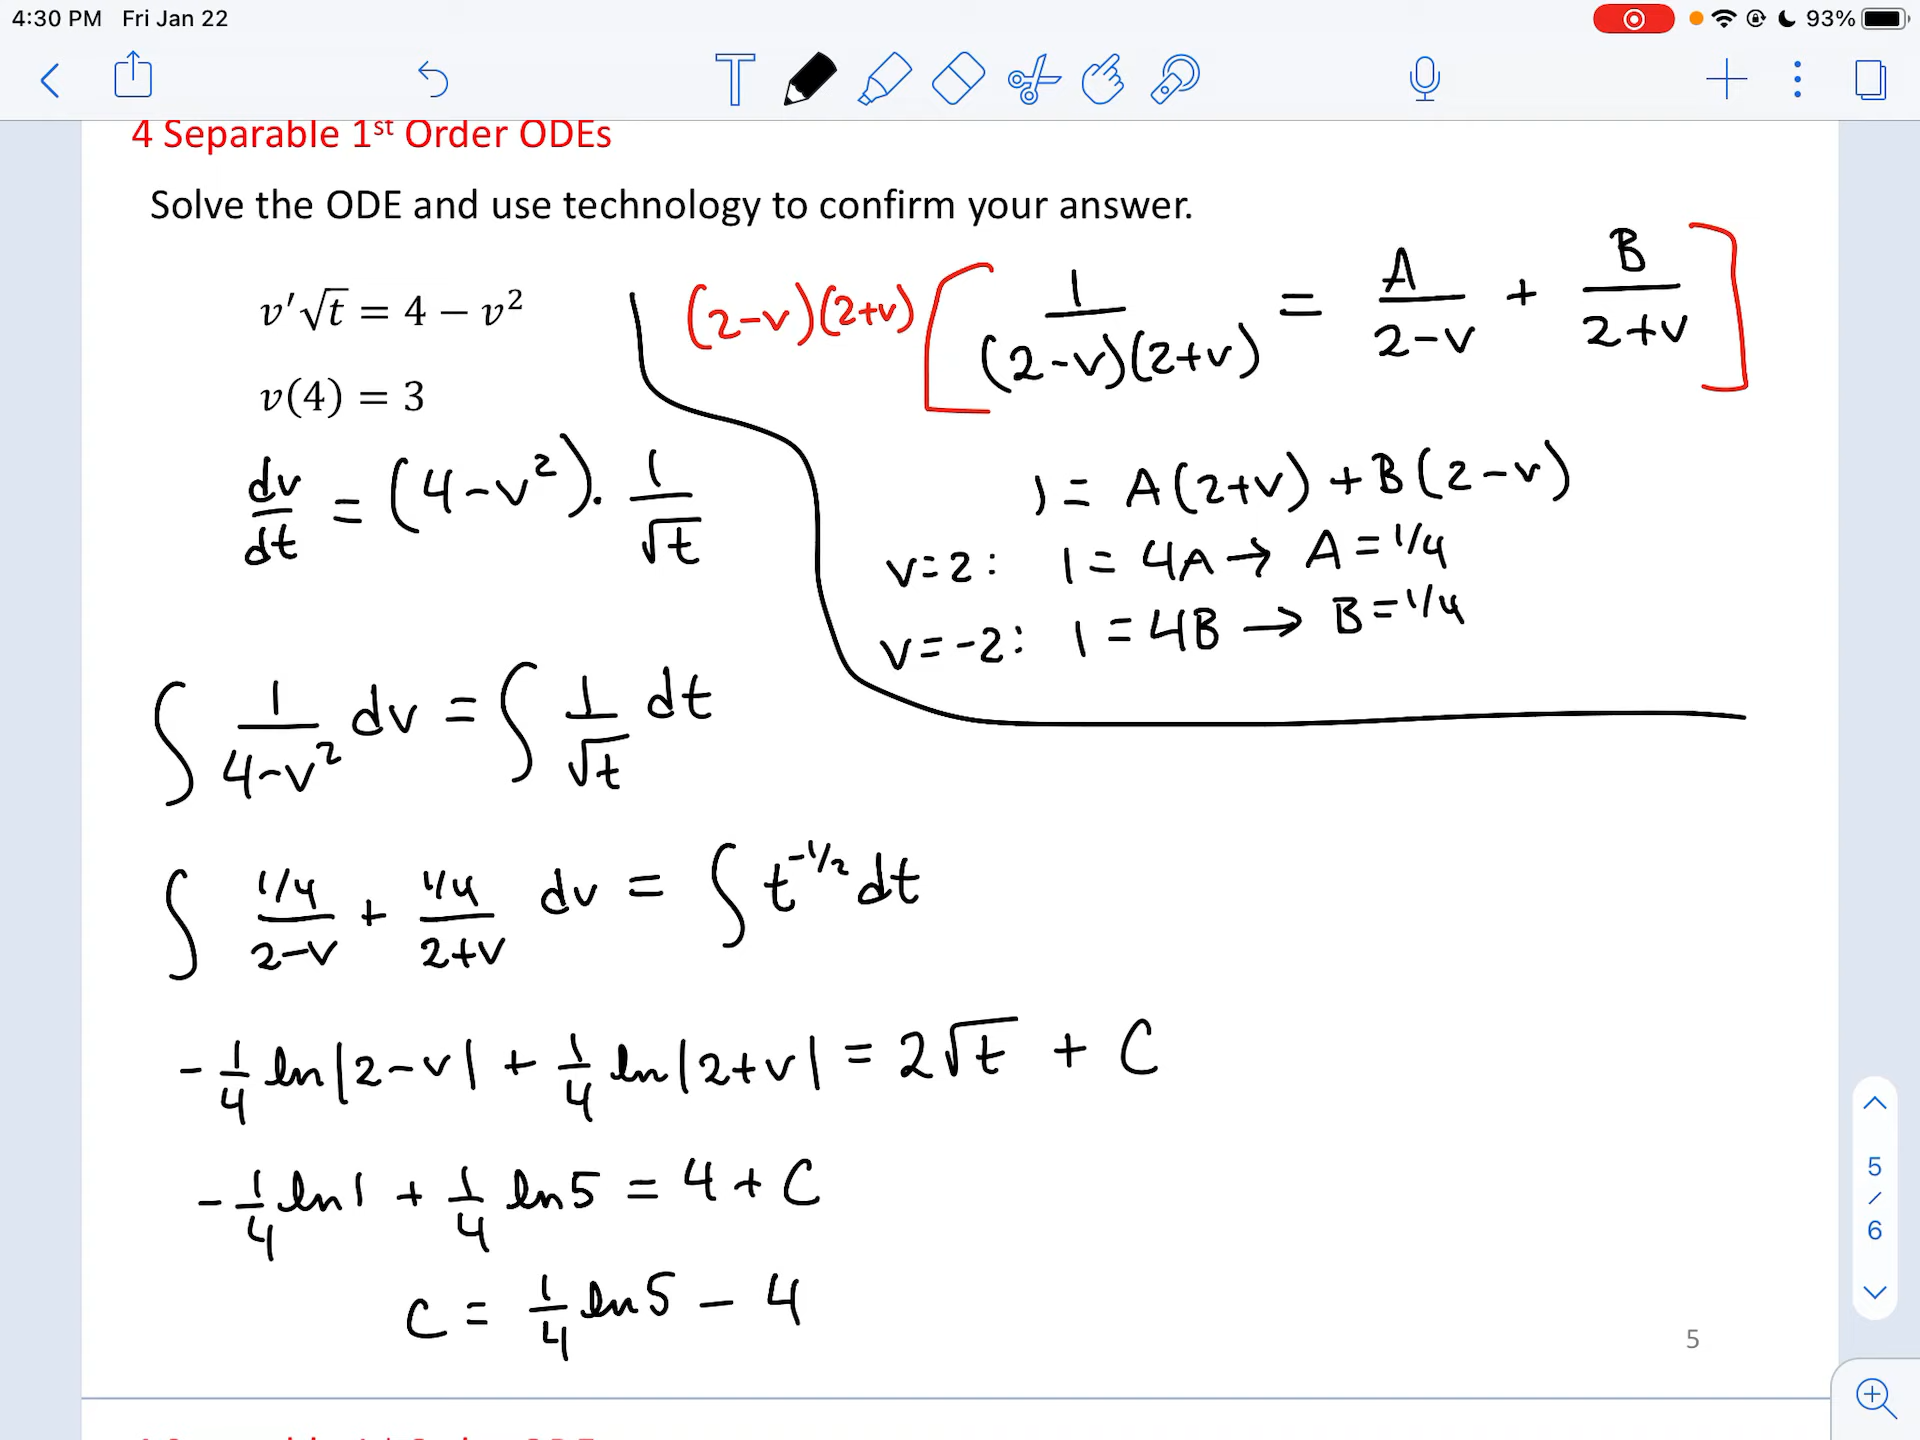 4:30 PM Fri Jan 22 93%
4 Separable 1st Order ODEs
Solve the ODE and use technology to confirm your answer.
v′√t = 4 − v²
v(4) = 3
(2-v)(2+v) [ 1/((2-v)(2+v)) = A/(2-v) + B/(2+v) ]
1 = A(2+v) + B(2-v)
v=2: 1 = 4A → A = 1/4
v=-2: 1 = 4B → B = 1/4
dv/dt = (4-v²) · 1/√t
∫ 1/(4-v²) dv = ∫ 1/√t dt
∫ (1/4)/(2-v) + (1/4)/(2+v) dv = ∫ t^(-1/2) dt
-1/4 ln|2-v| + 1/4 ln|2+v| = 2√t + C
-1/4 ln1 + 1/4 ln5 = 4 + C
C = 1/4 ln5 - 4
5
5
/
6